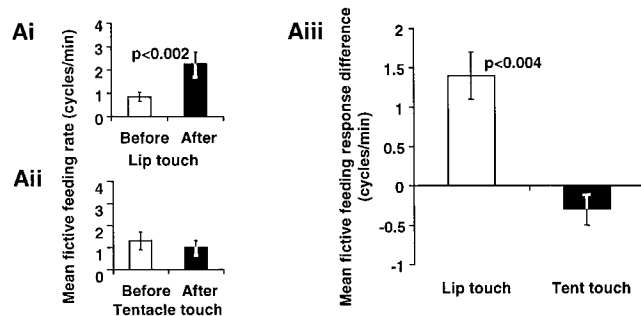 Ai
Mean fictive feeding rate (cycles/min)
4
3
2
1
0
p<0.002
Before After
Lip touch
Aii
4
3
2
1
0
Before After
Tentacle touch
Aiii
Mean fictive feeding response difference
(cycles/min)
2
1.5
1
0.5
0
-0.5
-1
p<0.004
Lip touch Tent touch